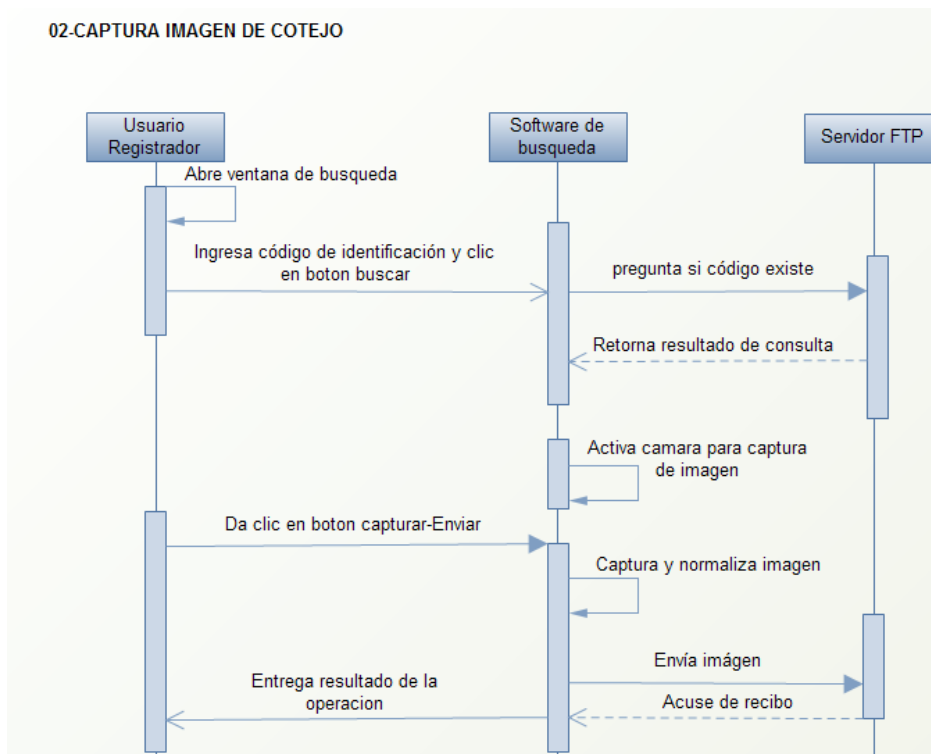 02-CAPTURA IMAGEN DE COTEJO
Usuario
Registrador
Software de
busqueda
Servidor FTP
Abre ventana de busqueda
Ingresa código de identificación y clic
en boton buscar
pregunta si código existe
Retorna resultado de consulta
Activa camara para captura
de imagen
Da clic en boton capturar-Enviar
Captura y normaliza imagen
Envía imágen
Entrega resultado de la
operacion
Acuse de recibo